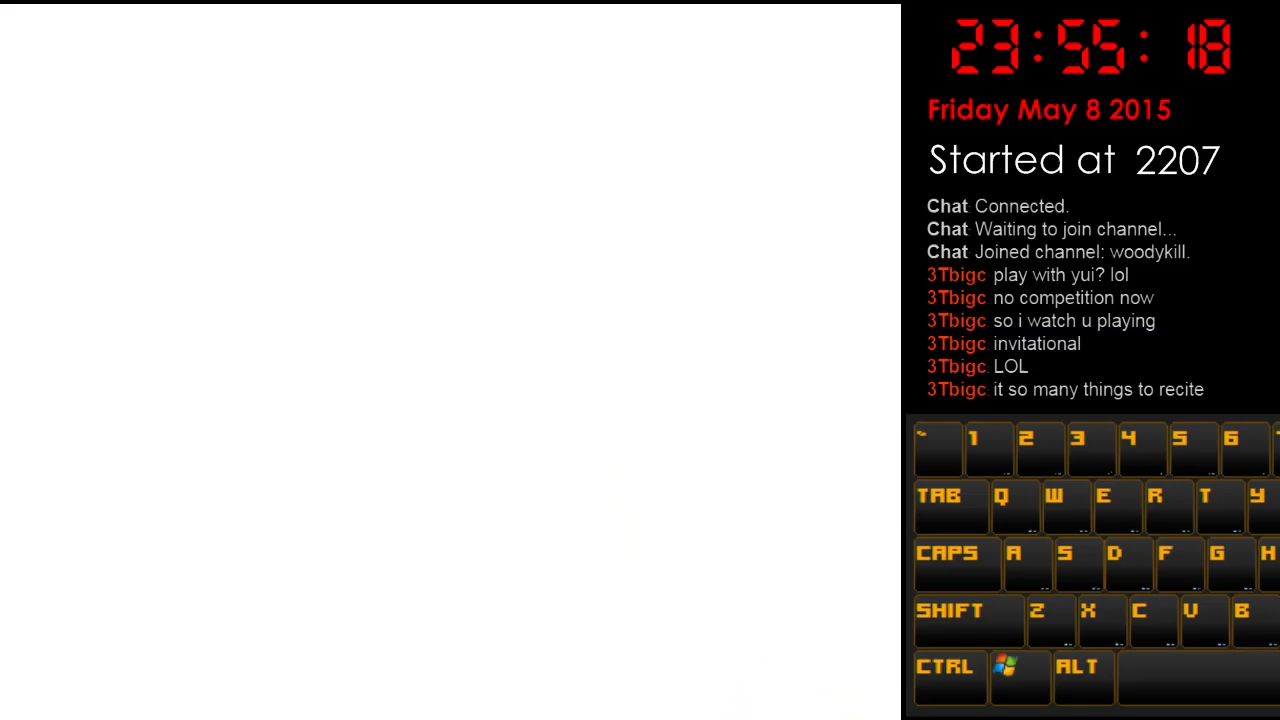 23:55:18
Friday May 8 2015
Started at 2207
Chat: Connected.
Chat: Waiting to join channel...
Chat: Joined channel: woodykill.
3Tbigc: play with yui? lol
3Tbigc: no competition now
3Tbigc: so i watch u playing
3Tbigc: invitational
3Tbigc: LOL
3Tbigc: it so many things to recite
~ 1 2 3 4 5 6
TAB Q W E R T Y
CAPS A S D F G H
SHIFT Z X C V B
CTRL ALT